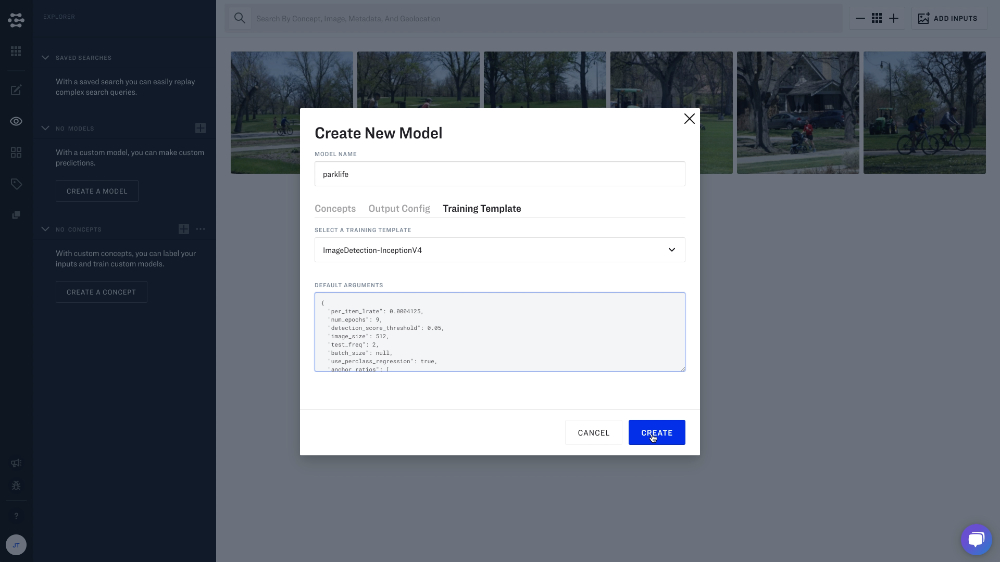 EXPLORER
Search By Concept, Image, Metadata, And Geolocation
ADD INPUTS
SAVED SEARCHES
With a saved search you can easily replay
complex search queries.
NO MODELS
With a custom model, you can make custom
predictions.
CREATE A MODEL
NO CONCEPTS
With custom concepts, you can label your
inputs and train custom models.
CREATE A CONCEPT
?
JT
Create New Model
MODEL NAME
parklife
Concepts Output Config Training Template
SELECT A TRAINING TEMPLATE
ImageDetection-InceptionV4
DEFAULT ARGUMENTS
{
"per_item_lrate": 0.0004125,
"num_epochs": 9,
"detection_score_threshold": 0.05,
"image_size": 512,
"test_freq": 2,
"batch_size": null,
"use_perclass_regression": true,
"anchor_ratios": [
CANCEL
CREATE